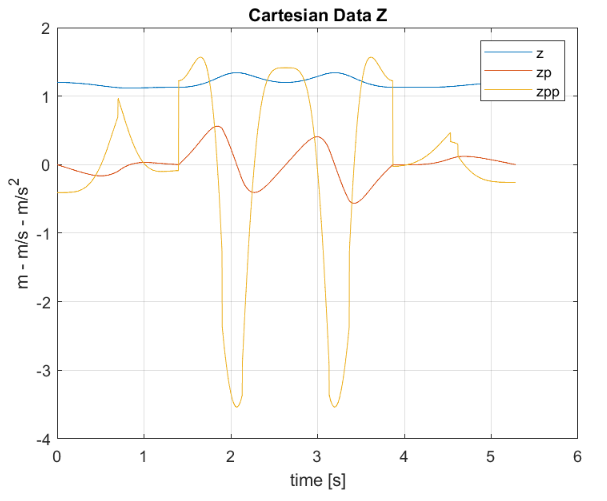 Cartesian Data Z
m - m/s - m/s²
2
1
0
-1
-2
-3
-4
0 1 2 3 4 5 6
time [s]
z
zp
zpp